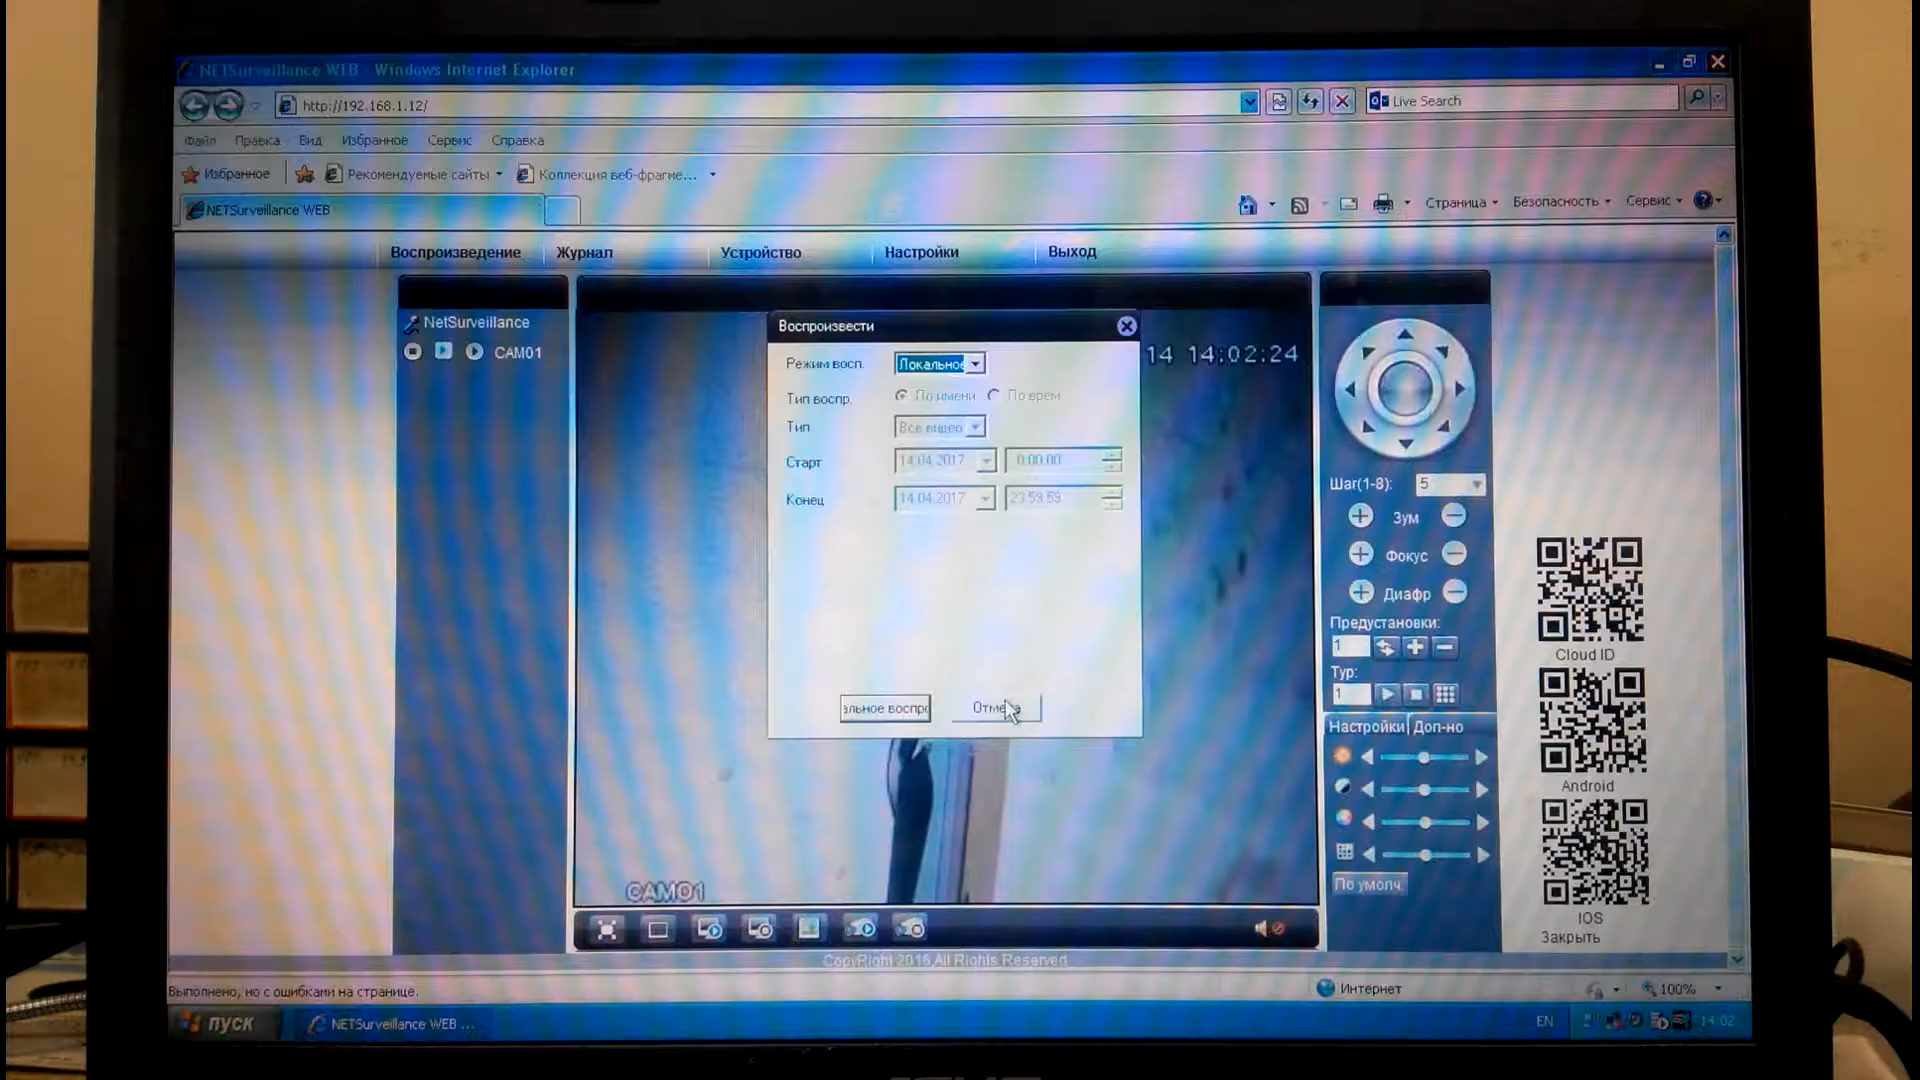 NETSurveillance WEB - Windows Internet Explorer
http://192.168.1.12/
Live Search
Файл Правка Вид Избранное Сервис Справка
Избранное Рекомендуемые сайты Коллекция веб-фрагме...
NETSurveillance WEB
Страница Безопасность Сервис
Воспроизведение Журнал Устройство Настройки Выход
NetSurveillance
CAM01
14 14:02:24
Воспроизвести
Режим восп. Локальное
Тип воспр. По имени По врем.
Тип Все видео
Старт 14.04.2017 0:00:00
Конец 14.04.2017 23:59:59
альное воспро Отмена
CAM01
Шаг(1-8): 5
Зум
Фокус
Диафр
Предустановки:
1
Тур:
1
Настройки Доп-но
По умолч.
Cloud ID
Android
IOS
Закрыть
CopyRight 2016,All Rights Reserved
Выполнено, но с ошибками на странице.
Интернет 100%
пуск NETSurveillance WEB ... EN 14:02